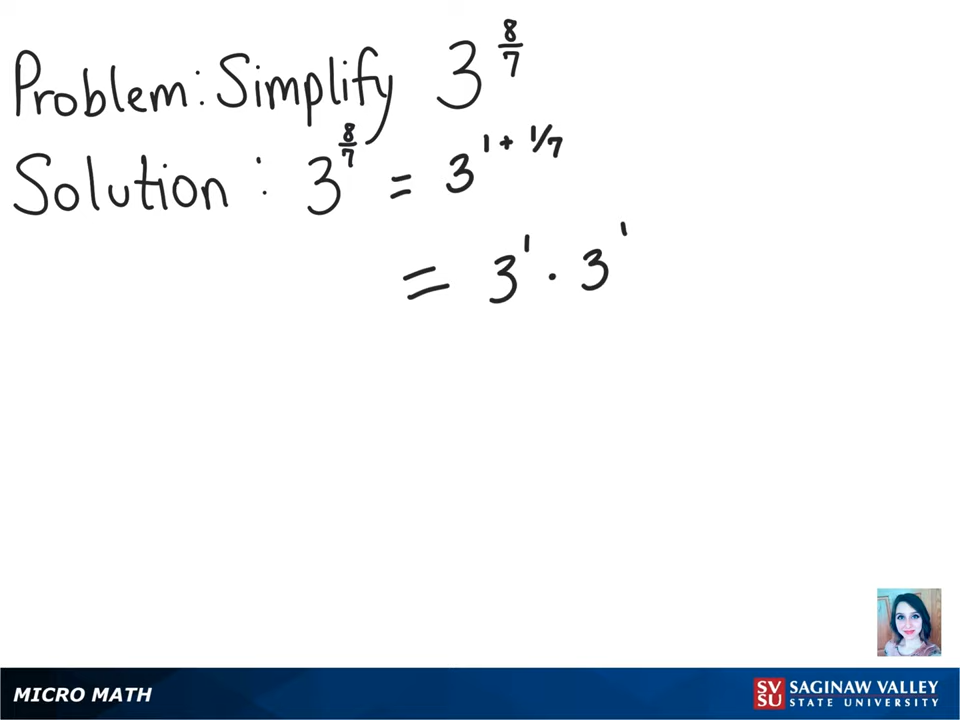 Problem: Simplify 3^{8/7}
Solution: 3^{8/7} = 3^{1 + 1/7}
= 3^1 · 3^1
MICRO MATH
SVSU SAGINAW VALLEY
STATE UNIVERSITY